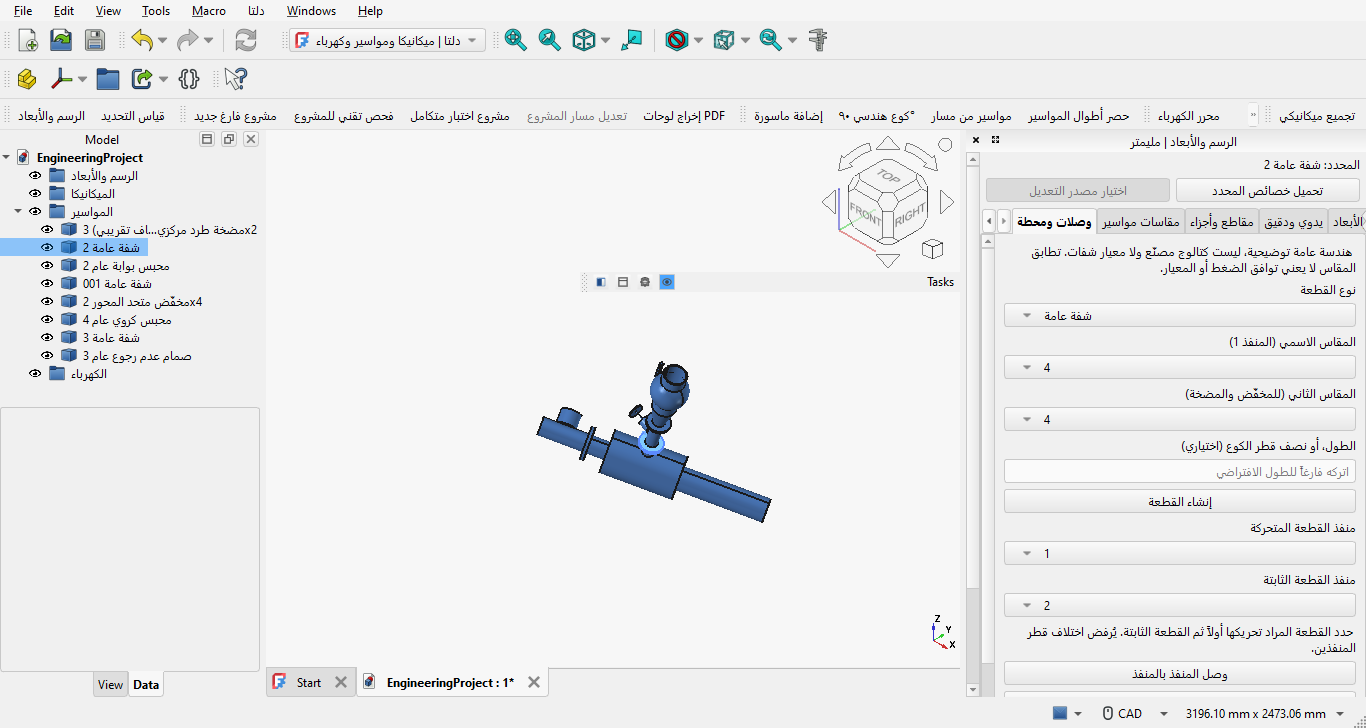 File Edit View Tools Macro دلتا Windows Help
دلتا | ميكانيكا ومواسير وكهرباء
الرسم والأبعاد قياس التحديد مشروع فارغ جديد مشروع اختبار متكامل فحص تقني للمشروع تعديل مسار المشروع PDF إخراج لوحات إضافة ماسورة كوع هندسي ٩٠° مواسير من مسار حصر أطوال المواسير محرر الكهرباء » تجميع ميكانيكي
Model
EngineeringProject
الرسم والأبعاد
الميكانيكا
المواسير
مضخة طرد مركزي...اف تقريبي) 3x2
شفة عامة 2
محبس بوابة عام 2
شفة عامة 001
مخفّض متحد المحور 2x4
محبس كروي عام 4
شفة عامة 3
صمام عدم رجوع عام 3
الكهرباء
View Data
TOP
FRONT RIGHT
Tasks
Z
Y
X
Start
EngineeringProject : 1*
الرسم والأبعاد | مليمتر
المحدد: شفة عامة 2
تحميل خصائص المحدد
اختيار مصدر التعديل
الأبعاد يدوي ودقيق مقاطع وأجزاء مقاسات مواسير وصلات ومحطة
هندسة عامة توضيحية، ليست كتالوج مصنّع ولا معيار شفات. تطابق
المقاس لا يعني توافق الضغط أو المعيار.
نوع القطعة
شفة عامة
المقاس الاسمي (المنفذ 1)
4
المقاس الثاني (للمخفّض والمضخة)
4
الطول، أو نصف قطر الكوع (اختياري)
اتركه فارغاً للطول الافتراضي
إنشاء القطعة
منفذ القطعة المتحركة
1
منفذ القطعة الثابتة
2
حدد القطعة المراد تحريكها أولاً ثم القطعة الثابتة. يُرفض اختلاف قطر
المنفذين.
وصل المنفذ بالمنفذ
CAD
3196.10 mm x 2473.06 mm